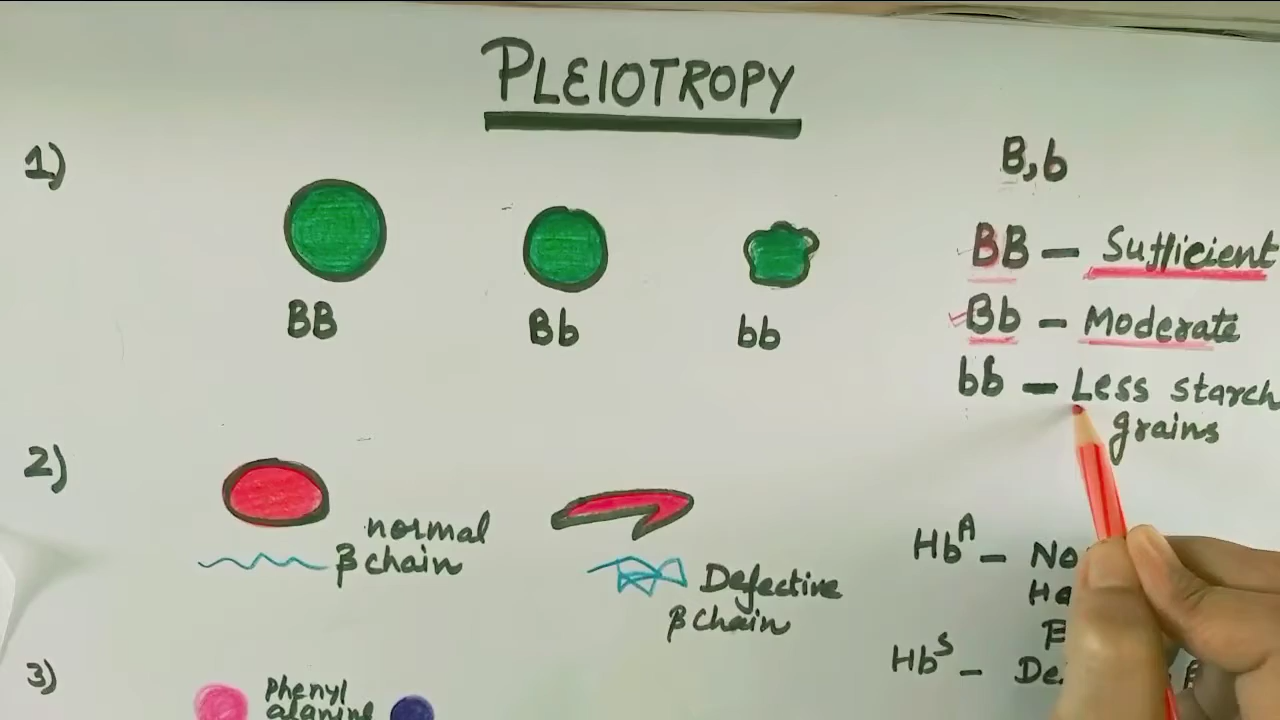 PLEIOTROPY
1)
BB
Bb
bb
B,b
BB – Sufficient
Bb – Moderate
bb – Less starch
grains
2)
normal
β chain
Defective
β Chain
Hb^A –
Hb^S –
3)
phenyl
alanine